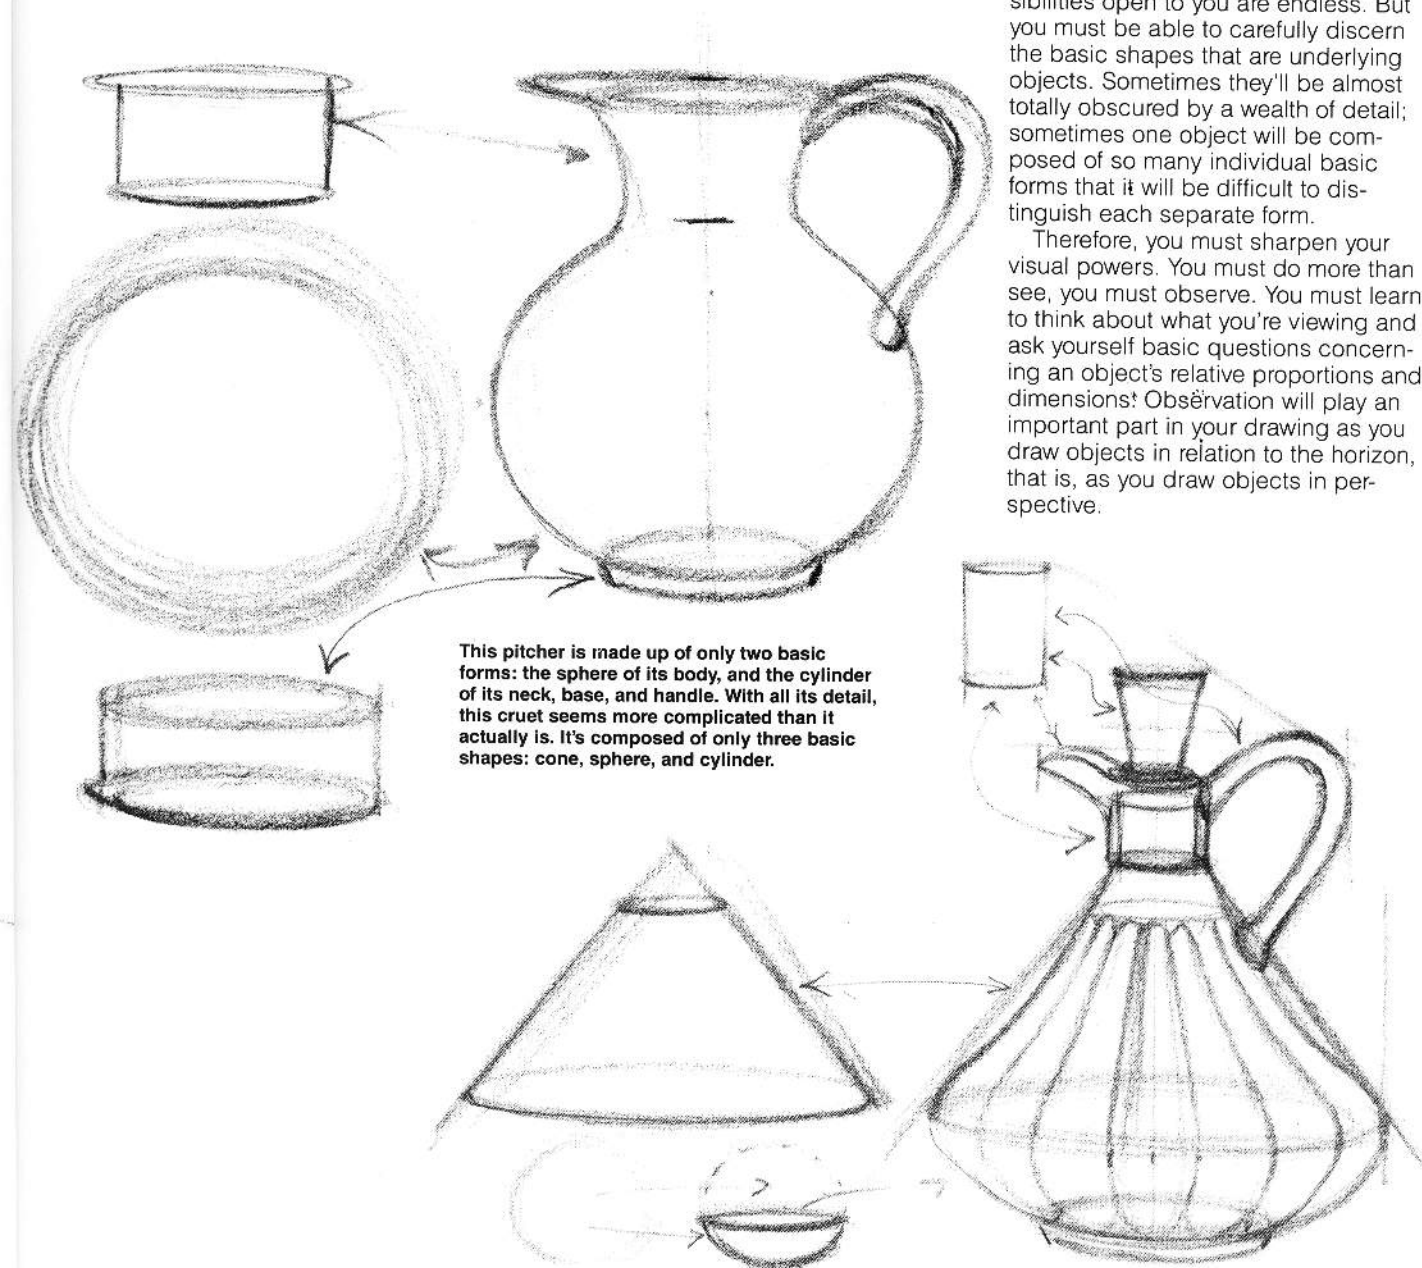 sibilities open to you are endless. But
you must be able to carefully discern
the basic shapes that are underlying
objects. Sometimes they'll be almost
totally obscured by a wealth of detail;
sometimes one object will be com-
posed of so many individual basic
forms that it will be difficult to dis-
tinguish each separate form.
Therefore, you must sharpen your
visual powers. You must do more than
see, you must observe. You must learn
to think about what you're viewing and
ask yourself basic questions concern-
ing an object's relative proportions and
dimensions. Observation will play an
important part in your drawing as you
draw objects in relation to the horizon,
that is, as you draw objects in per-
spective.
This pitcher is made up of only two basic
forms: the sphere of its body, and the cylinder
of its neck, base, and handle. With all its detail,
this cruet seems more complicated than it
actually is. It's composed of only three basic
shapes: cone, sphere, and cylinder.